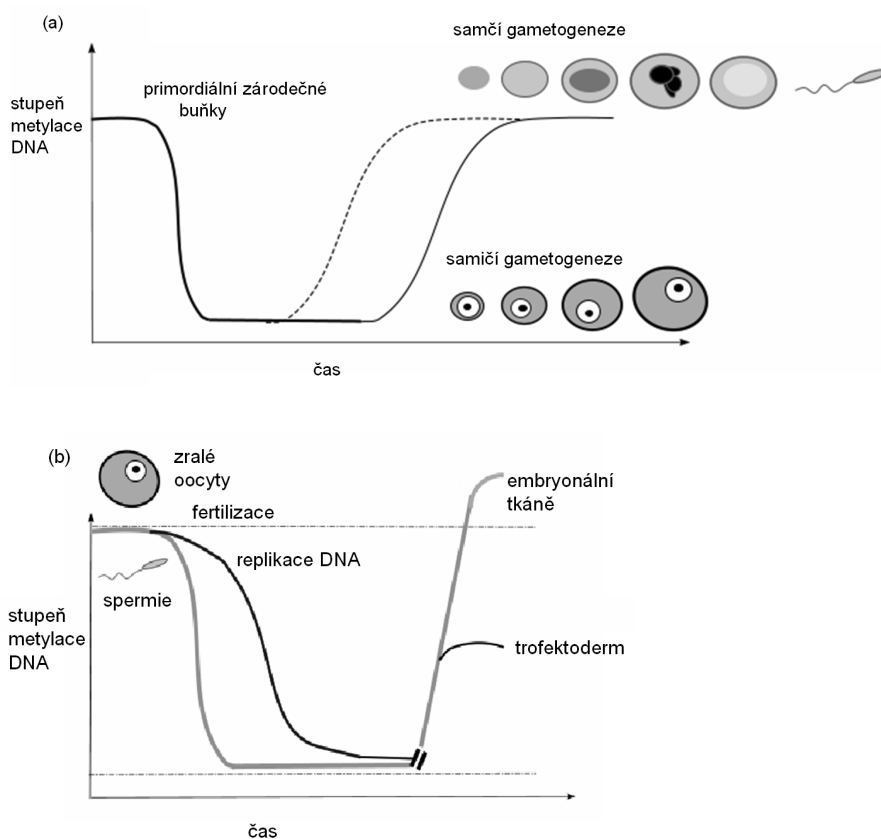 (a)
samčí gametogeneze
primordiální zárodečné
buňky
stupeň
metylace
DNA
samičí gametogeneze
čas
(b)
zralé
oocyty
embryonální
tkáně
fertilizace
replikace DNA
spermie
stupeň
metylace
DNA
trofektoderm
čas